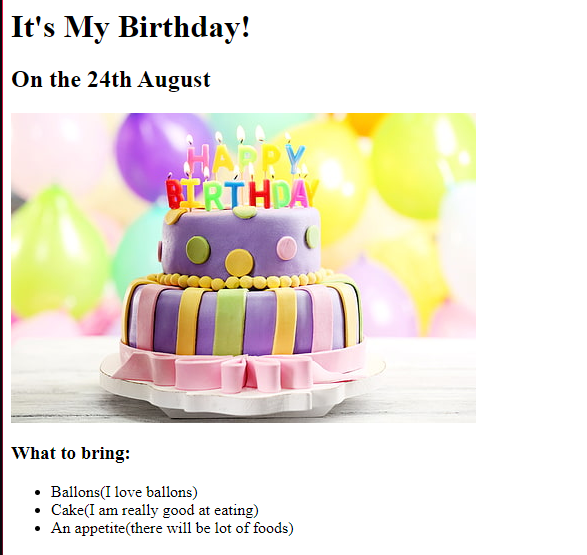 It's My Birthday!
On the 24th August
HAPPY
BIRTHDAY
What to bring:
Ballons(I love ballons)
Cake(I am really good at eating)
An appetite(there will be lot of foods)